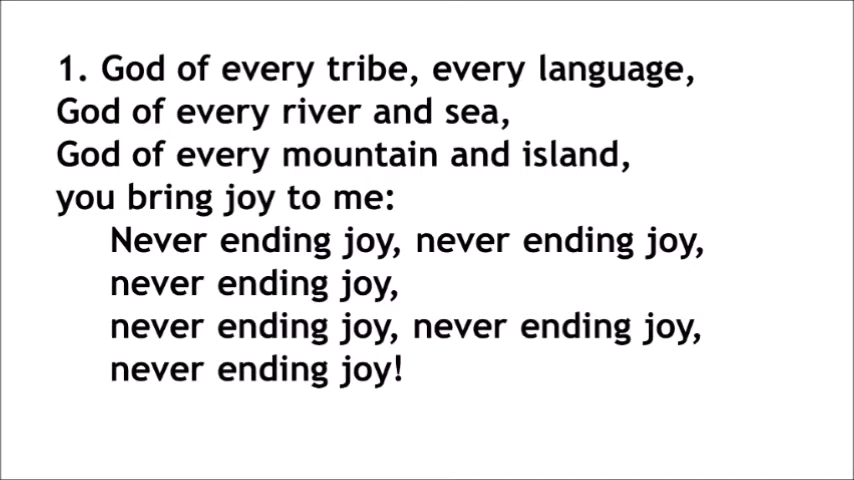 1. God of every tribe, every language,
God of every river and sea,
God of every mountain and island,
you bring joy to me:
Never ending joy, never ending joy,
never ending joy,
never ending joy, never ending joy,
never ending joy!